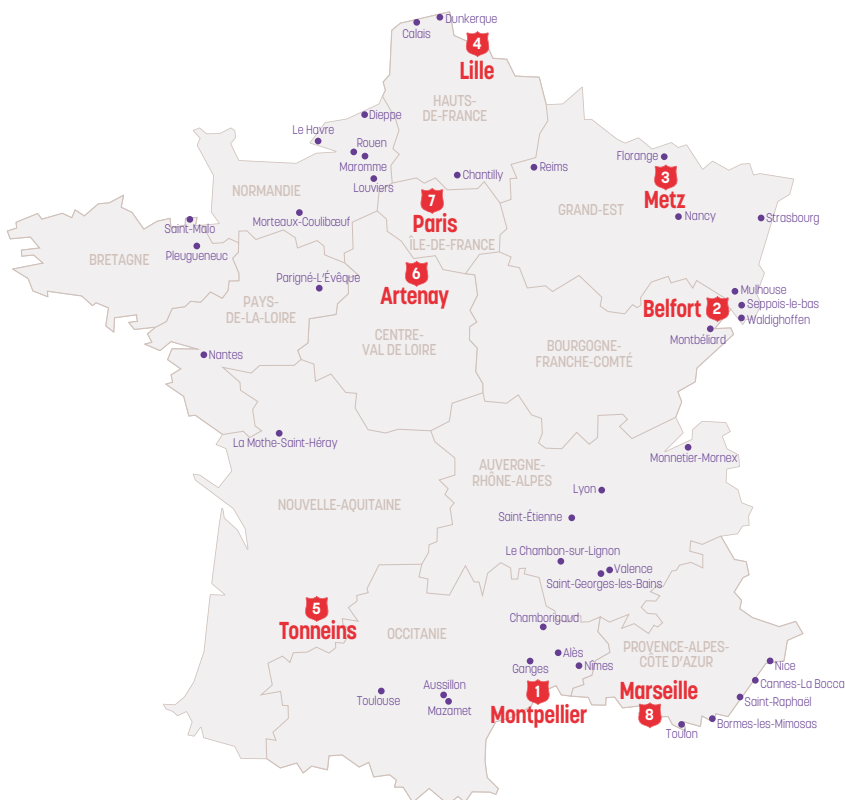 Dunkerque
Calais
4
Lille
HAUTS-
DE-FRANCE
Dieppe
Le Havre
Rouen
Maromme
Louviers
Chantilly
Reims
Florange
3
Metz
Nancy
Strasbourg
GRAND-EST
NORMANDIE
Morteaux-Coulibœuf
7
Paris
ÎLE-DE-FRANCE
Saint-Malo
Pleugueneuc
BRETAGNE
Parigné-L'Évêque
PAYS-
DE-LA-LOIRE
6
Artenay
CENTRE-
VAL DE LOIRE
Mulhouse
Seppois-le-bas
Waldighoffen
Belfort
2
Montbéliard
BOURGOGNE-
FRANCHE-COMTÉ
Nantes
La Mothe-Saint-Héray
Monnetier-Mornex
AUVERGNE-
RHÔNE-ALPES
Lyon
Saint-Étienne
NOUVELLE-AQUITAINE
Le Chambon-sur-Lignon
Valence
Saint-Georges-les-Bains
5
Tonneins
OCCITANIE
Chamborigaud
Alès
Ganges
Nîmes
PROVENCE-ALPES-
CÔTE D'AZUR
Nice
Cannes-La Bocca
Saint-Raphaël
Bormes-les-Mimosas
Toulon
Marseille
8
1
Montpellier
Aussillon
Mazamet
Toulouse